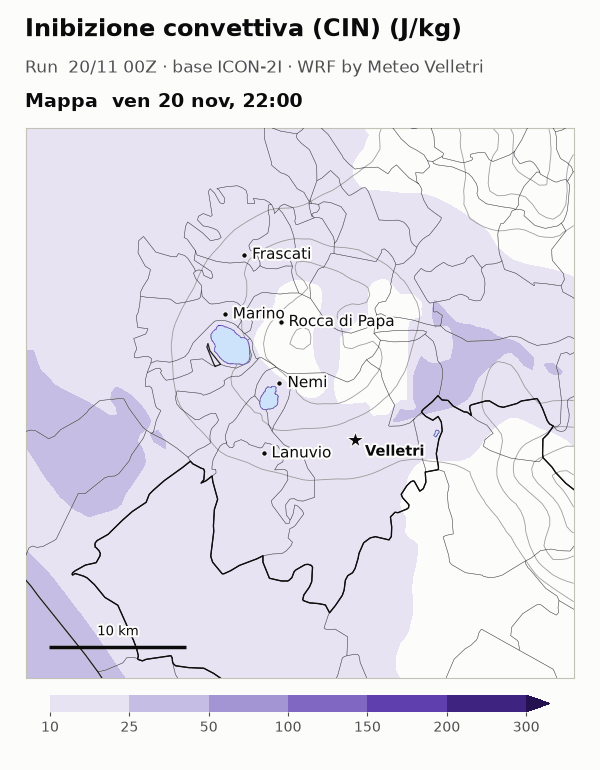 Inibizione convettiva (CIN) (J/kg)
Run  20/11 00Z · base ICON-2I · WRF by Meteo Velletri
Mappa  ven 20 nov, 22:00
Frascati
Marino
Rocca di Papa
Nemi
Velletri
Lanuvio
10 km
10 25 50 100 150 200 300